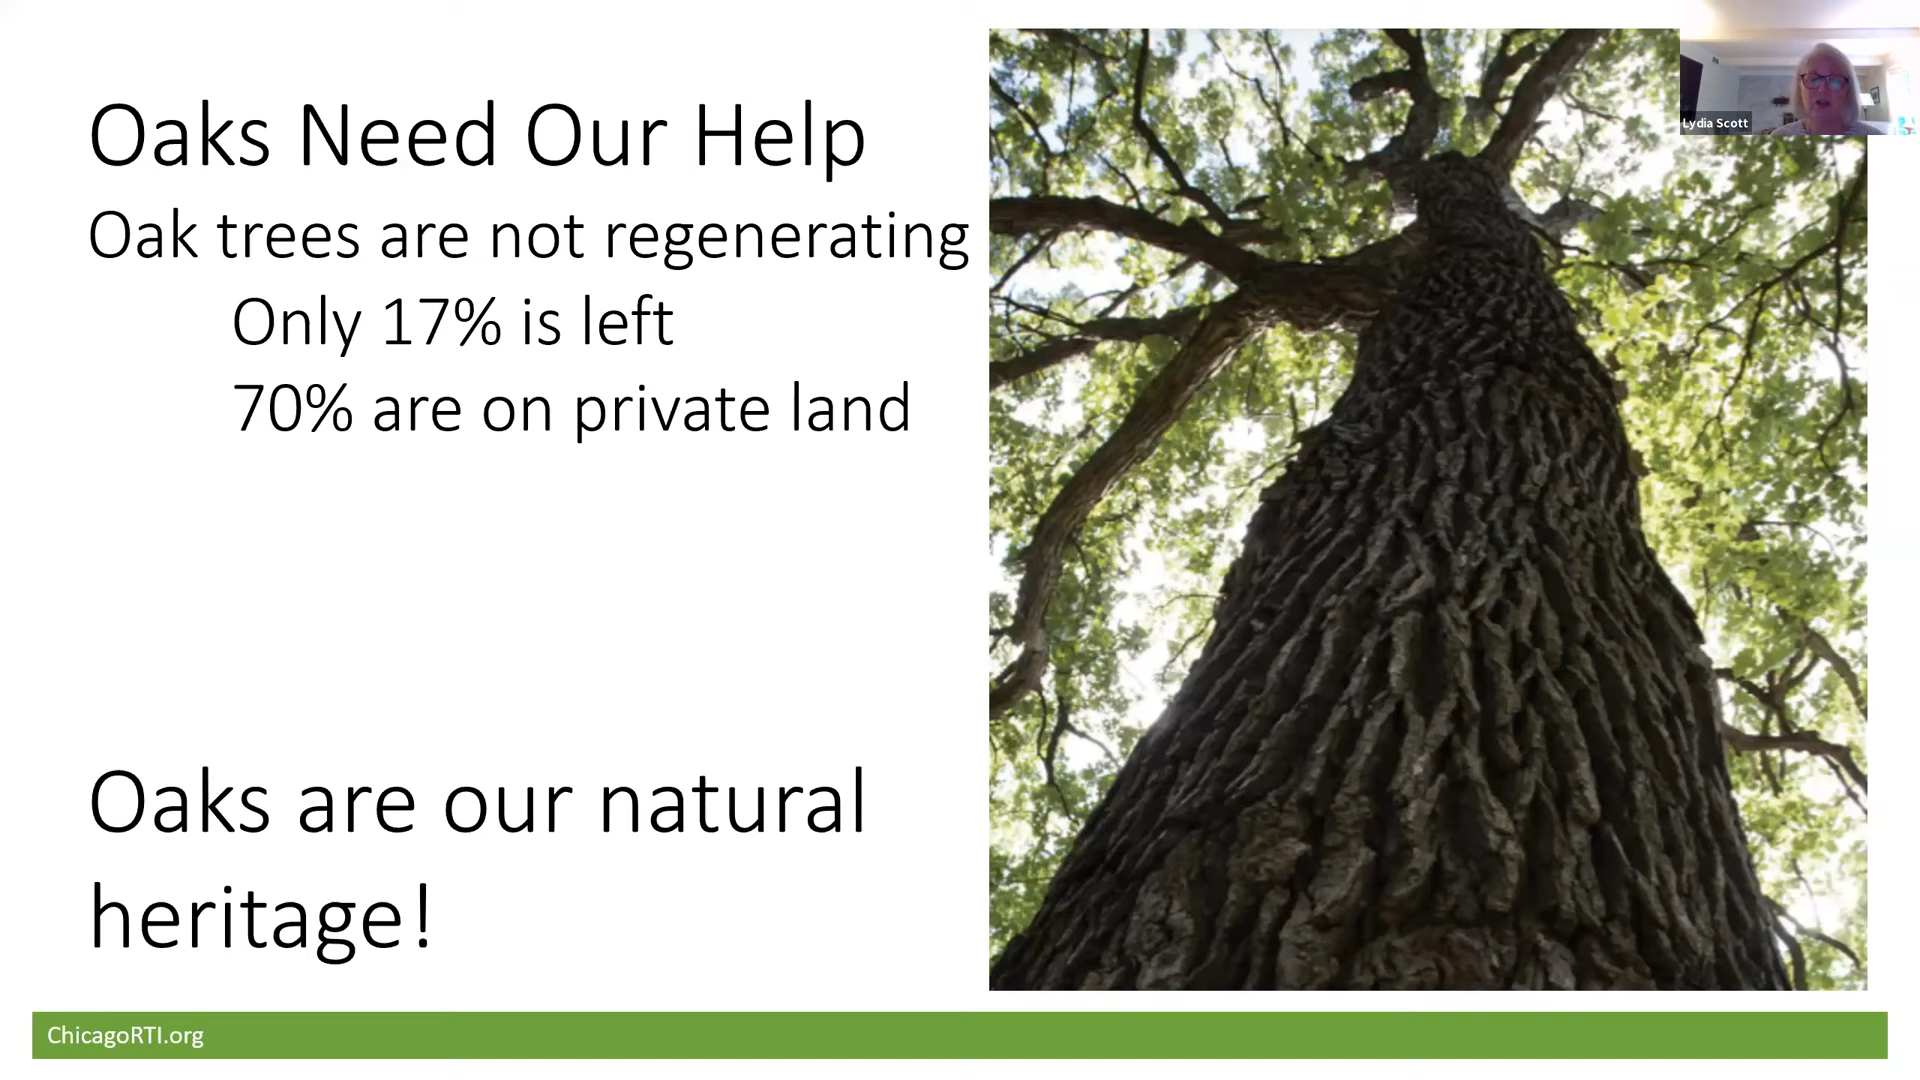 Oaks Need Our Help
Oak trees are not regenerating
Only 17% is left
70% are on private land
Oaks are our natural
heritage!
Lydia Scott
ChicagoRTI.org